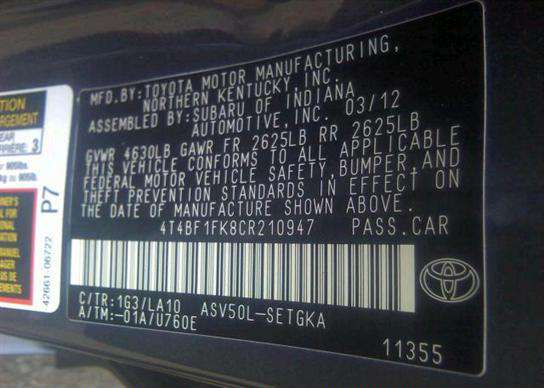 MFD.BY:TOYOTA MOTOR MANUFACTURING,
NORTHERN KENTUCKY,INC.
ASSEMBLED BY:SUBARU OF INDIANA
AUTOMOTIVE,INC. 03/12
GVWR 4630LB GAWR FR 2625LB RR 2625LB
THIS VEHICLE CONFORMS TO ALL APPLICABLE
FEDERAL MOTOR VEHICLE SAFETY,BUMPER,AND
THEFT PREVENTION STANDARDS IN EFFECT ON
THE DATE OF MANUFACTURE SHOWN ABOVE.
4T4BF1FK8CR210947 PASS.CAR
C/TR:1G3/LA10 ASV50L-SETGKA
A/TM:-01A/U760E
11355
P7
42661-06722
3